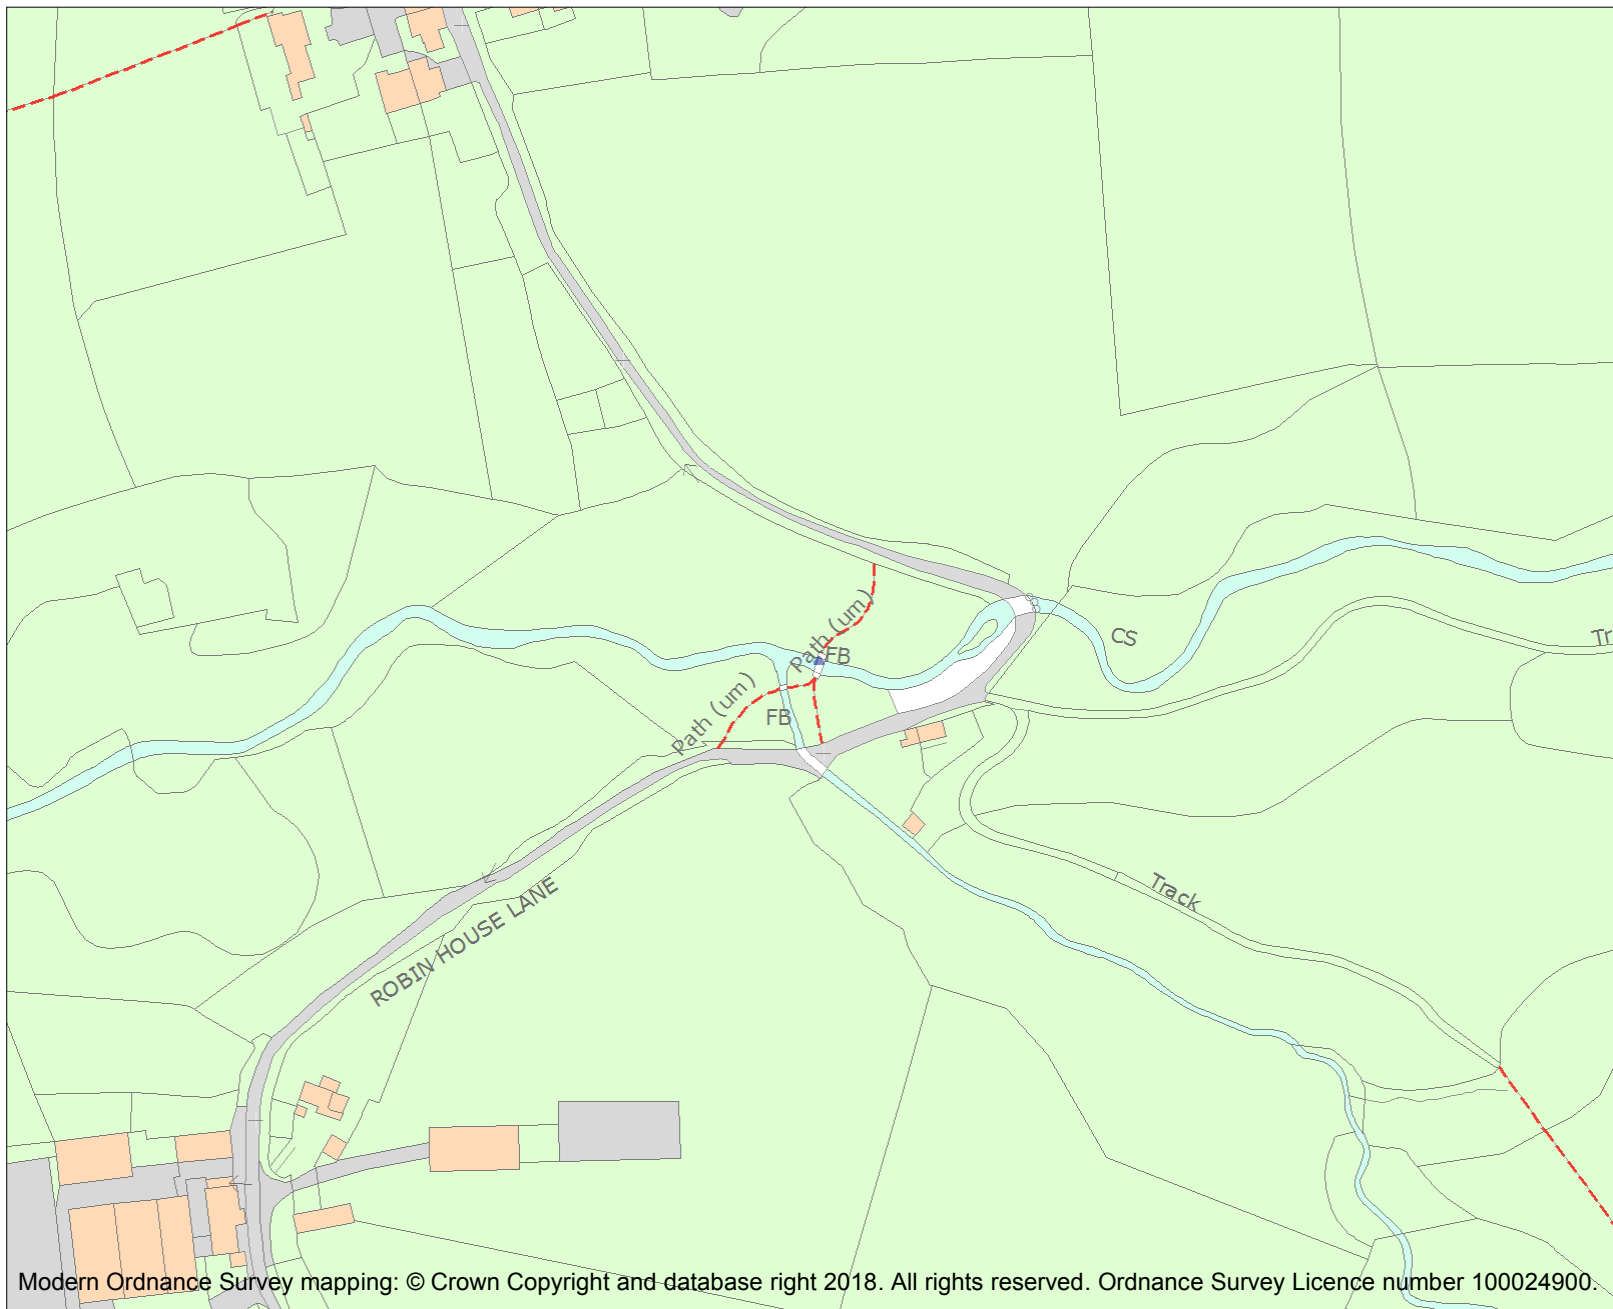 Path (um)
FB
CS
Tr
Path (um)
FB
Track
ROBIN HOUSE LANE
Modern Ordnance Survey mapping: © Crown Copyright and database right 2018. All rights reserved. Ordnance Survey Licence number 100024900.